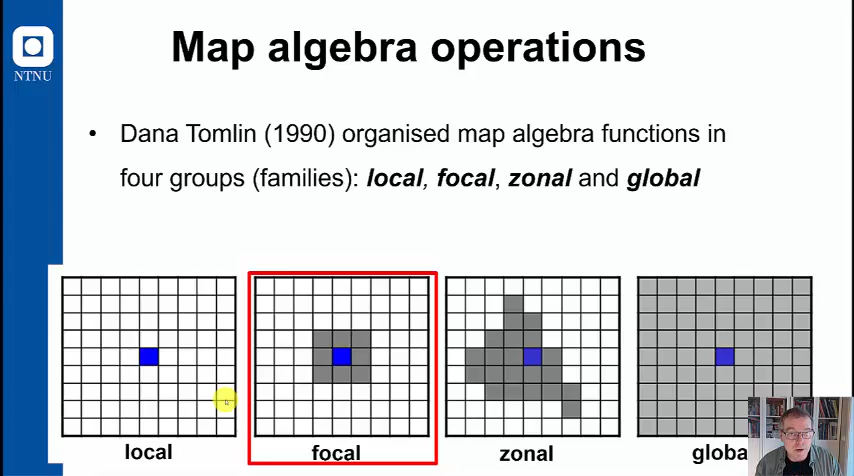 Map algebra operations
NTNU
• Dana Tomlin (1990) organised map algebra functions in
four groups (families): local, focal, zonal and global
local
focal
zonal
globa